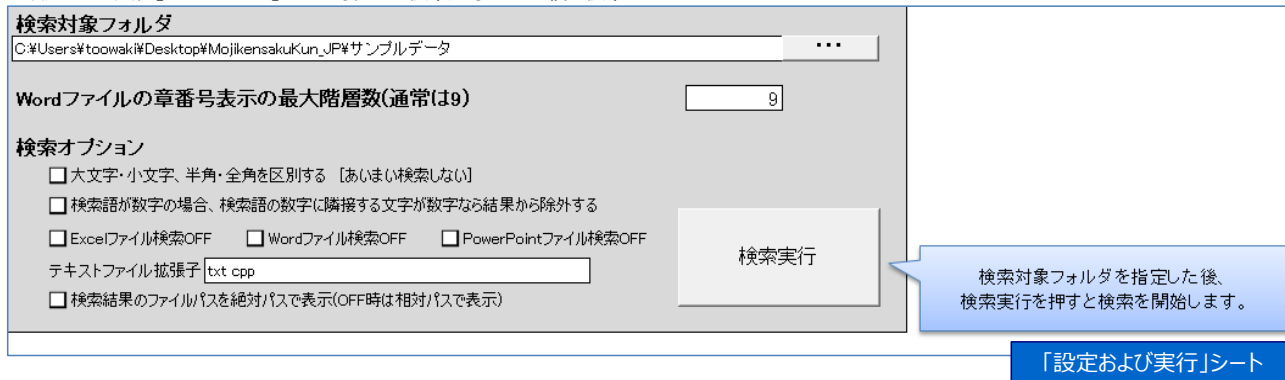 検索対象フォルダ
C:¥Users¥toowaki¥Desktop¥MojikensakuKun_JP¥サンプルデータ
...
Wordファイルの章番号表示の最大階層数(通常は9)
9
検索オプション
大文字・小文字、半角・全角を区別する [あいまい検索しない]
検索語が数字の場合、検索語の数字に隣接する文字が数字なら結果から除外する
Excelファイル検索OFF Wordファイル検索OFF PowerPointファイル検索OFF
テキストファイル拡張子 txt cpp
検索結果のファイルパスを絶対パスで表示(OFF時は相対パスで表示)
検索実行
検索対象フォルダを指定した後、
検索実行を押すと検索を開始します。
「設定および実行」シート